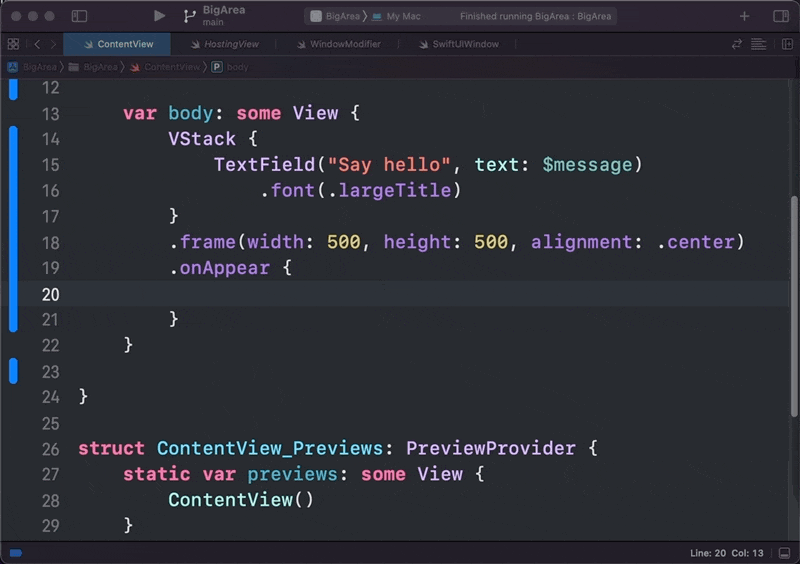 BigArea
main
BigArea 〉 My Mac
Finished running BigArea : BigArea
ContentView
HostingView
WindowModifier
SwiftUIWindow
BigArea 〉 BigArea 〉 ContentView 〉 P body
12
13 var body: some View {
14 VStack {
15 TextField("Say hello", text: $message)
16 .font(.largeTitle)
17 }
18 .frame(width: 500, height: 500, alignment: .center)
19 .onAppear {
20
21 }
22 }
23
24 }
25
26 struct ContentView_Previews: PreviewProvider {
27 static var previews: some View {
28 ContentView()
29 }
Line: 20 Col: 13